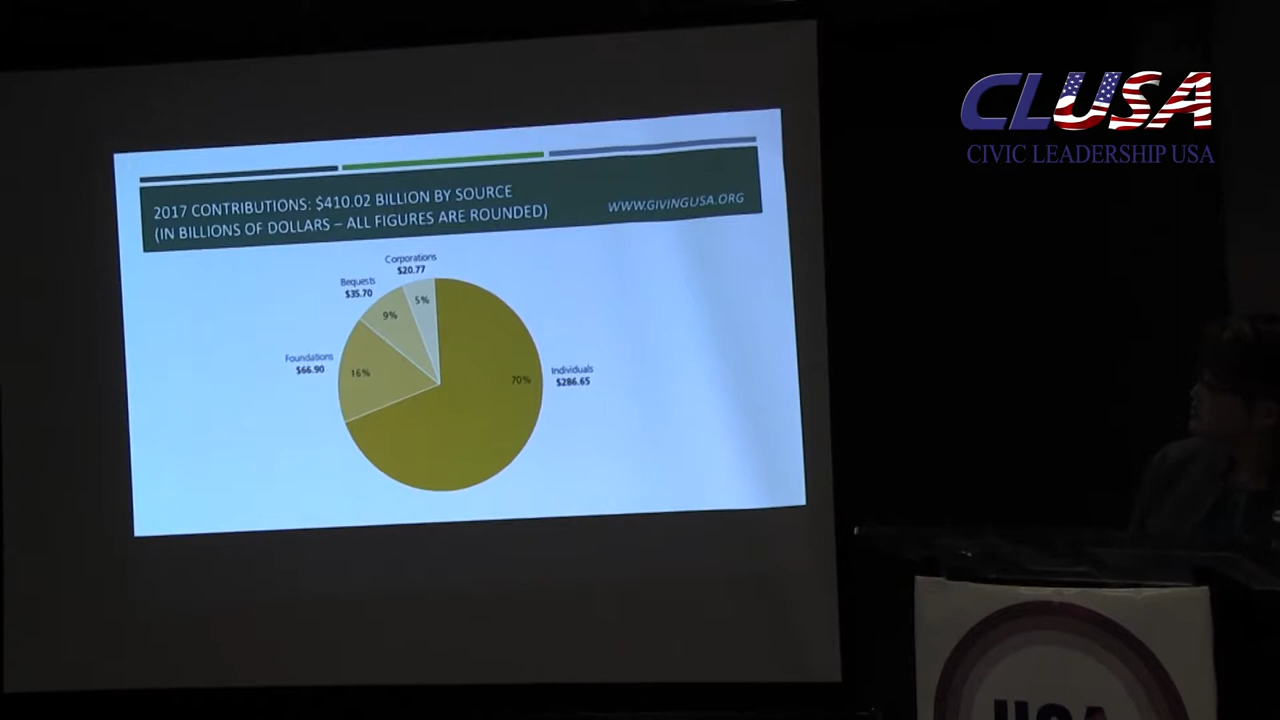 CLUSA
CIVIC LEADERSHIP USA
2017 CONTRIBUTIONS: $410.02 BILLION BY SOURCE
(IN BILLIONS OF DOLLARS – ALL FIGURES ARE ROUNDED)
WWW.GIVINGUSA.ORG
Corporations
$20.77
Bequests
$35.70
5%
9%
Foundations
$66.90
16%
70%
Individuals
$286.65
USA